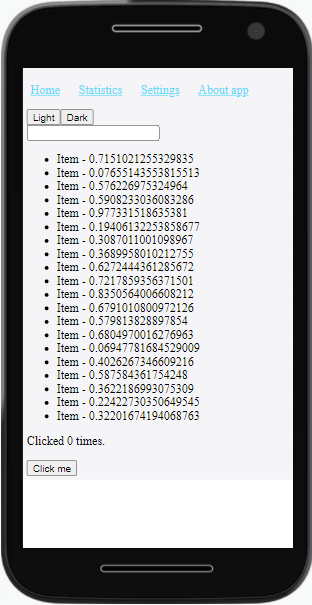 Home Statistics Settings About app
Light Dark
Item - 0.7151021255329835
Item - 0.07655143553815513
Item - 0.576226975324964
Item - 0.5908233036083286
Item - 0.977331518635381
Item - 0.19406132253858677
Item - 0.3087011001098967
Item - 0.3689958010212755
Item - 0.6272444361285672
Item - 0.7217859356371501
Item - 0.8350564006608212
Item - 0.6791010800972126
Item - 0.579813828897854
Item - 0.6804970016276963
Item - 0.06947781684529009
Item - 0.4026267346609216
Item - 0.587584361754248
Item - 0.3622186993075309
Item - 0.22422730350649545
Item - 0.32201674194068763
Clicked 0 times.
Click me